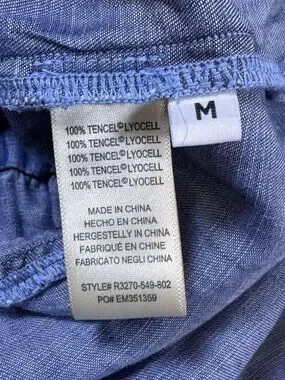 M
100% TENCEL® LYOCELL
100% TENCEL® LYOCELL
100% TENCEL® LYOCELL
100% TENCEL® LYOCELL
100% TENCEL® LYOCELL
MADE IN CHINA
HECHO EN CHINA
HERGESTELLY IN CHINA
FABRIQUÉ EN CHINE
FABRICATO NEGLI CHINA
STYLE# R3270-549-802
PO# EM351359